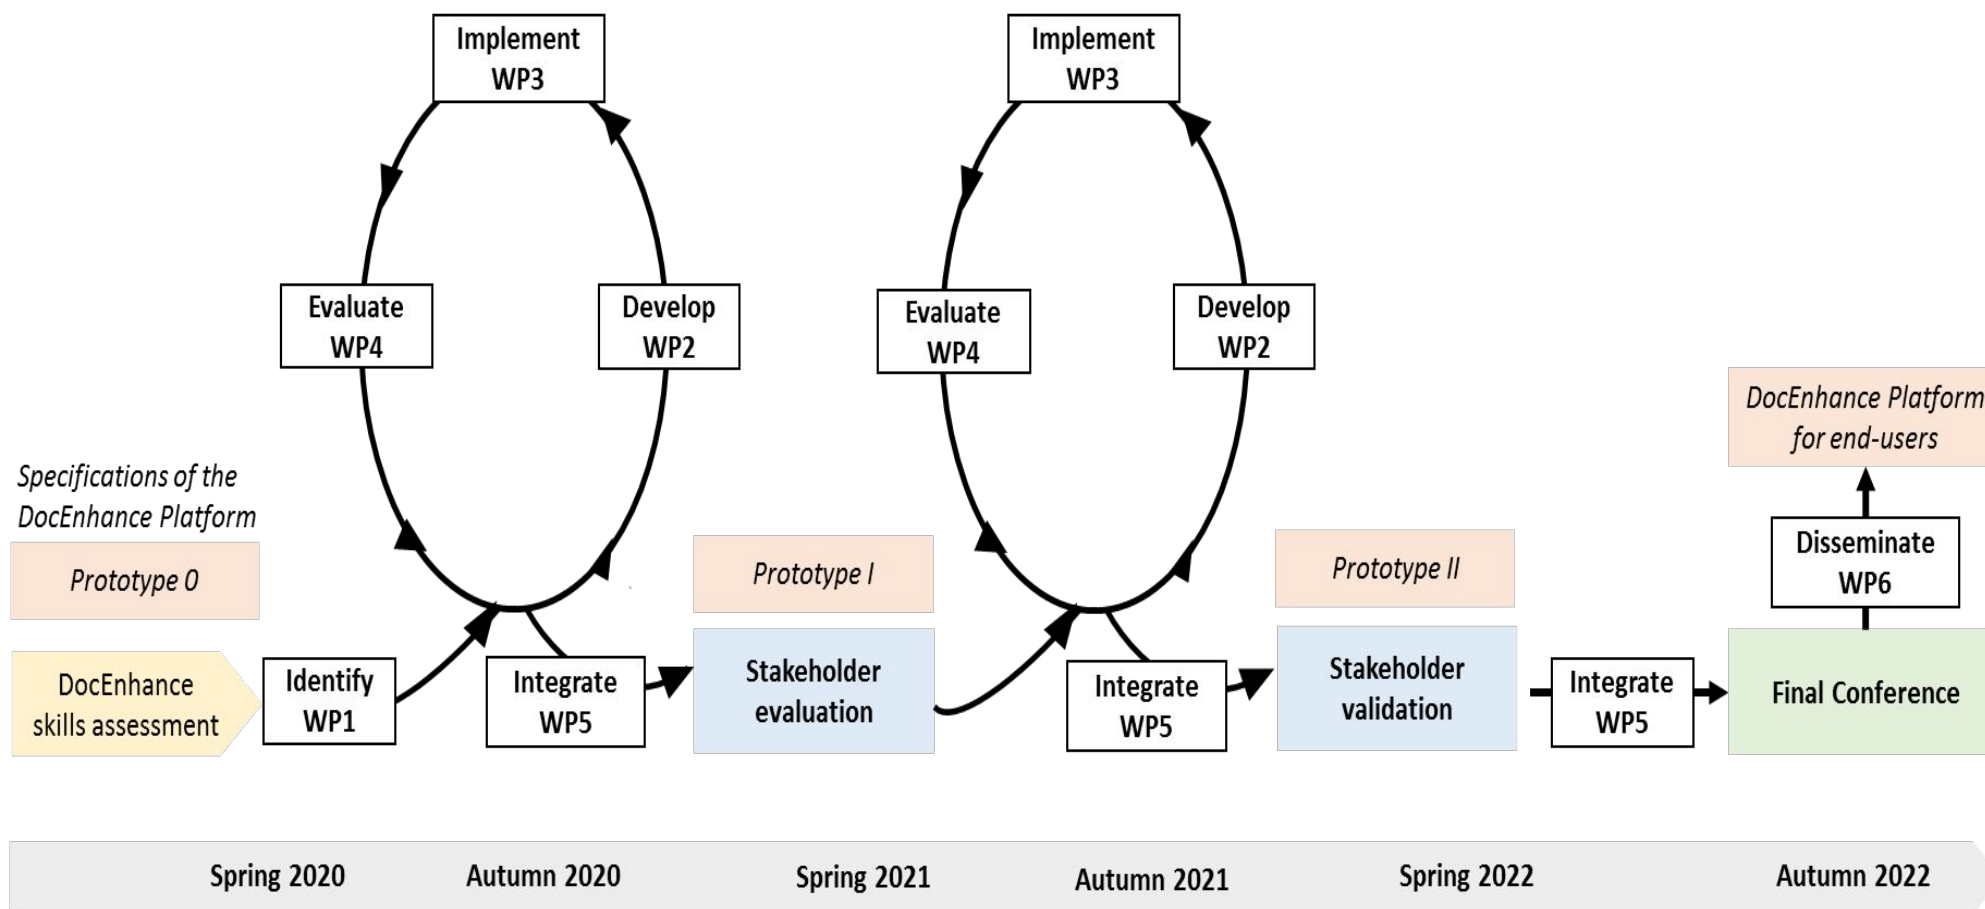 Implement
WP3
Implement
WP3
Evaluate
WP4
Develop
WP2
Evaluate
WP4
Develop
WP2
DocEnhance Platform
for end-users
Specifications of the
DocEnhance Platform
Prototype 0
Prototype I
Prototype II
Disseminate
WP6
DocEnhance
skills assessment
Identify
WP1
Integrate
WP5
Stakeholder
evaluation
Integrate
WP5
Stakeholder
validation
Integrate
WP5
Final Conference
Spring 2020
Autumn 2020
Spring 2021
Autumn 2021
Spring 2022
Autumn 2022